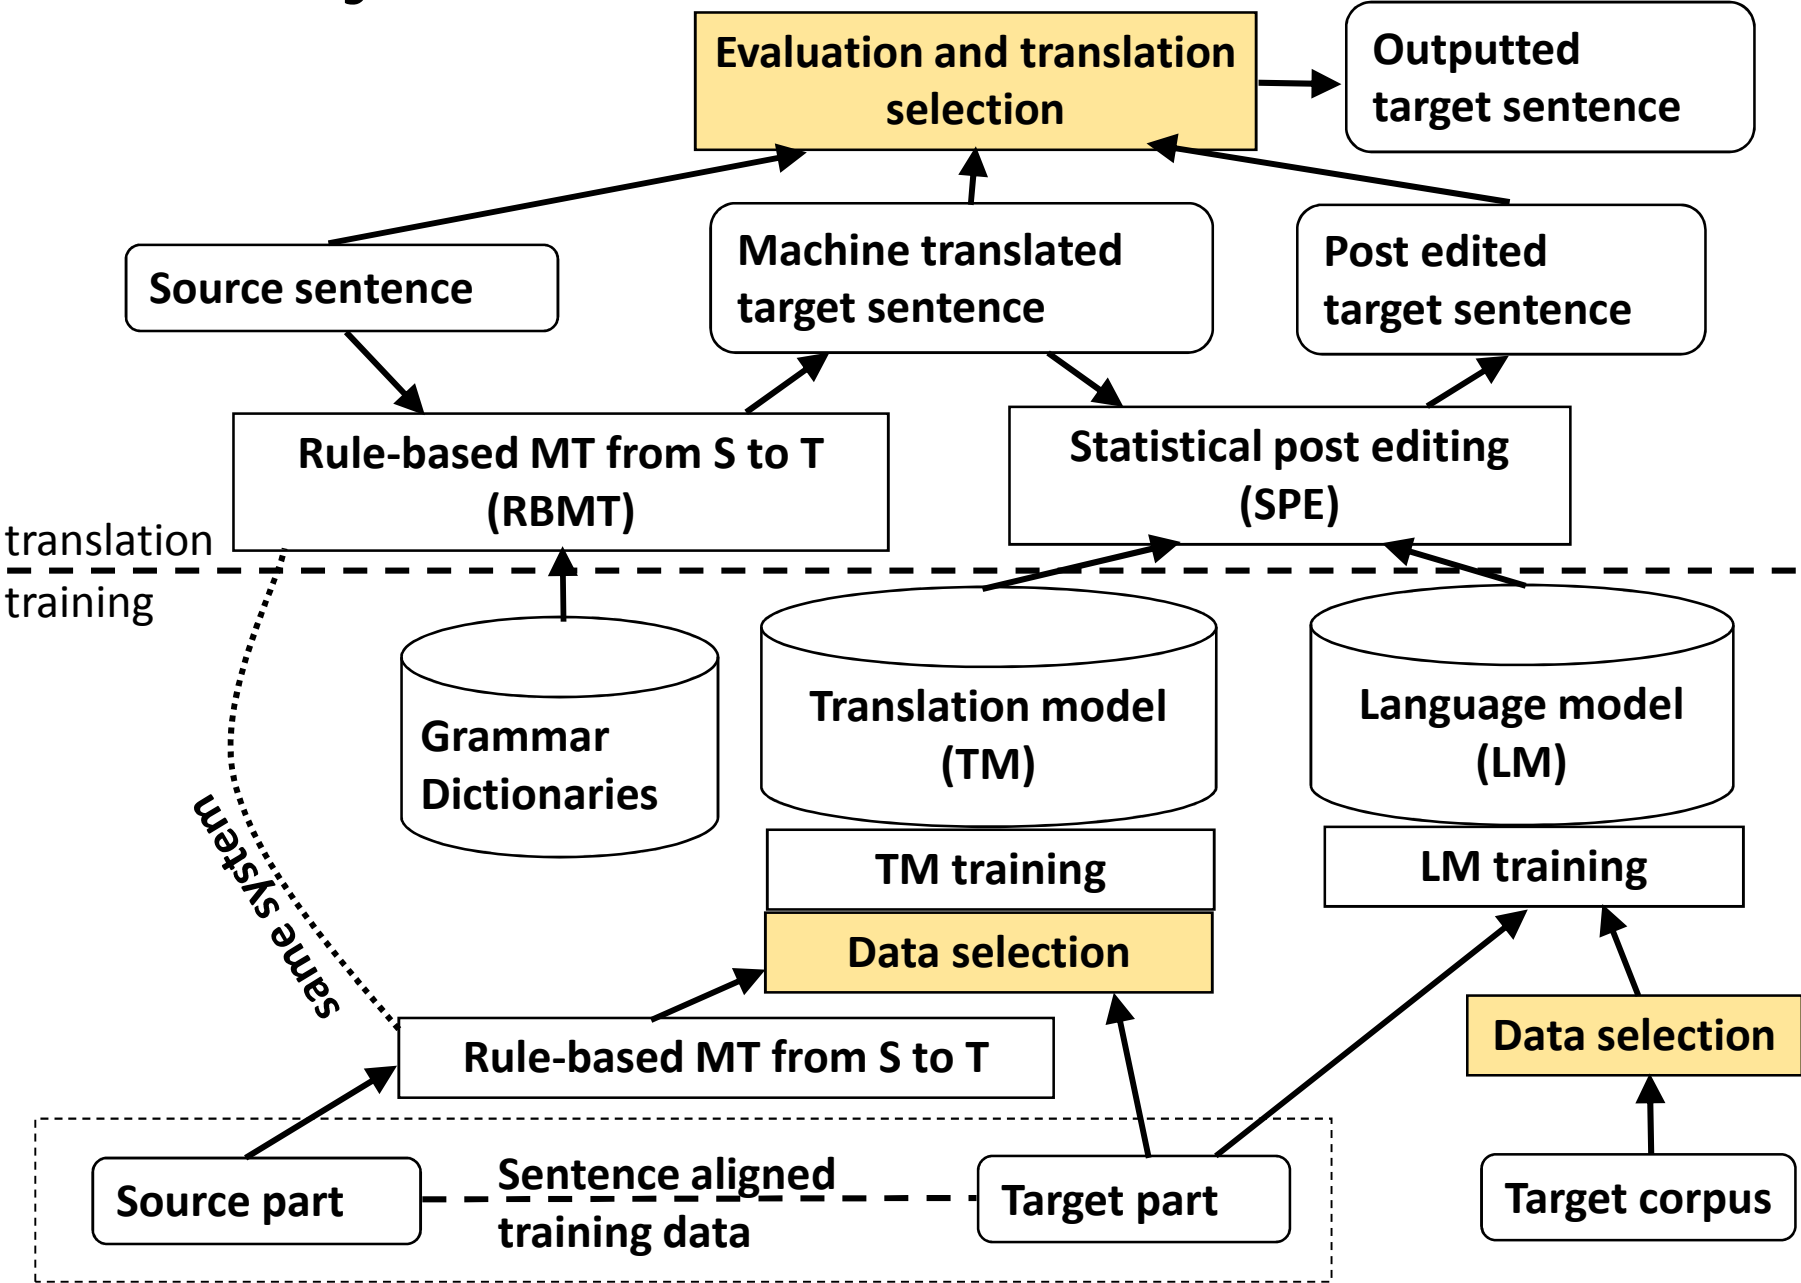 Evaluation and translation
selection
Outputted
target sentence
Source sentence
Machine translated
target sentence
Post edited
target sentence
Rule-based MT from S to T
(RBMT)
Statistical post editing
(SPE)
translation
training
Grammar
Dictionaries
Translation model
(TM)
Language model
(LM)
same system
TM training
LM training
Data selection
Data selection
Rule-based MT from S to T
Source part
Sentence aligned
training data
Target part
Target corpus